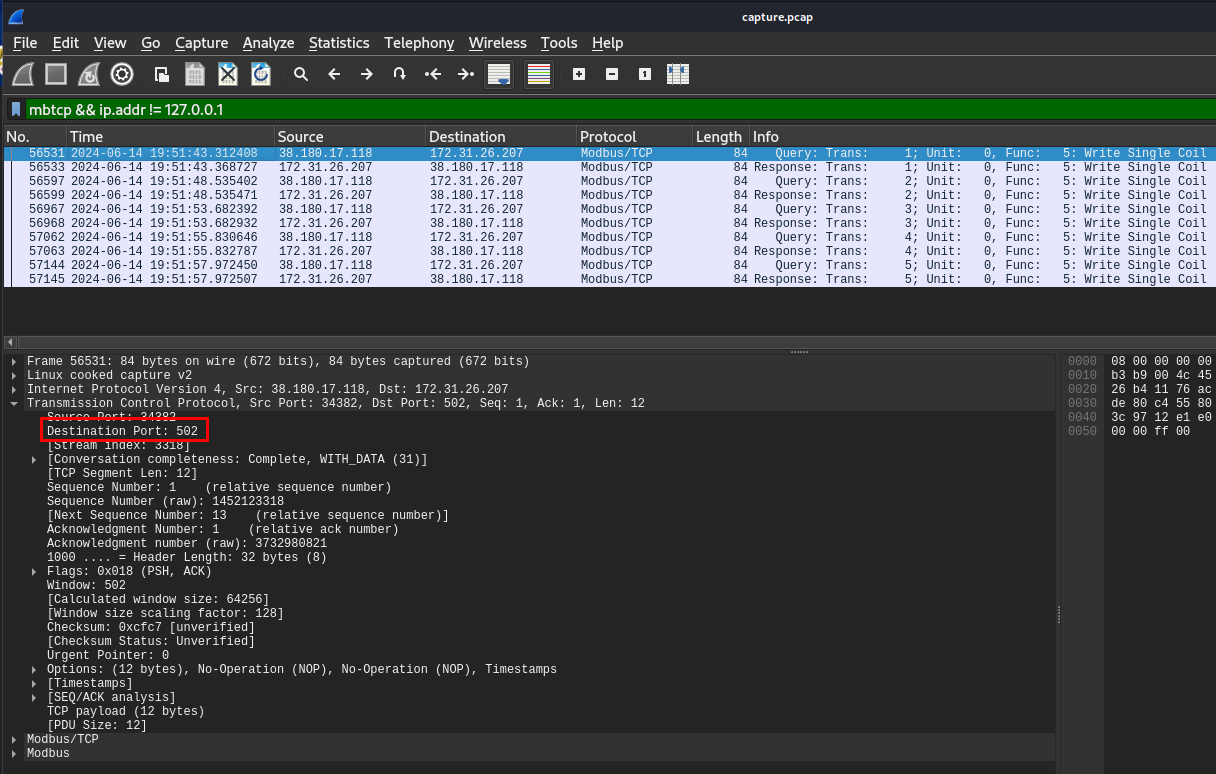 capture.pcap
File Edit View Go Capture Analyze Statistics Telephony Wireless Tools Help
mbtcp && ip.addr != 127.0.0.1
No. Time Source Destination Protocol Length Info
56531 2024-06-14 19:51:43.312408 38.180.17.118 172.31.26.207 Modbus/TCP 84 Query: Trans: 1; Unit: 0, Func: 5: Write Single Coil
56533 2024-06-14 19:51:43.368727 172.31.26.207 38.180.17.118 Modbus/TCP 84 Response: Trans: 1; Unit: 0, Func: 5: Write Single Coil
56597 2024-06-14 19:51:48.535402 38.180.17.118 172.31.26.207 Modbus/TCP 84 Query: Trans: 2; Unit: 0, Func: 5: Write Single Coil
56599 2024-06-14 19:51:48.535471 172.31.26.207 38.180.17.118 Modbus/TCP 84 Response: Trans: 2; Unit: 0, Func: 5: Write Single Coil
56967 2024-06-14 19:51:53.682392 38.180.17.118 172.31.26.207 Modbus/TCP 84 Query: Trans: 3; Unit: 0, Func: 5: Write Single Coil
56968 2024-06-14 19:51:53.682932 172.31.26.207 38.180.17.118 Modbus/TCP 84 Response: Trans: 3; Unit: 0, Func: 5: Write Single Coil
57062 2024-06-14 19:51:55.830646 38.180.17.118 172.31.26.207 Modbus/TCP 84 Query: Trans: 4; Unit: 0, Func: 5: Write Single Coil
57063 2024-06-14 19:51:55.832787 172.31.26.207 38.180.17.118 Modbus/TCP 84 Response: Trans: 4; Unit: 0, Func: 5: Write Single Coil
57144 2024-06-14 19:51:57.972450 38.180.17.118 172.31.26.207 Modbus/TCP 84 Query: Trans: 5; Unit: 0, Func: 5: Write Single Coil
57145 2024-06-14 19:51:57.972507 172.31.26.207 38.180.17.118 Modbus/TCP 84 Response: Trans: 5; Unit: 0, Func: 5: Write Single Coil
Frame 56531: 84 bytes on wire (672 bits), 84 bytes captured (672 bits)
Linux cooked capture v2
Internet Protocol Version 4, Src: 38.180.17.118, Dst: 172.31.26.207
Transmission Control Protocol, Src Port: 34382, Dst Port: 502, Seq: 1, Ack: 1, Len: 12
Source Port: 34382
Destination Port: 502
[Stream index: 3318]
[Conversation completeness: Complete, WITH_DATA (31)]
[TCP Segment Len: 12]
Sequence Number: 1 (relative sequence number)
Sequence Number (raw): 1452123318
[Next Sequence Number: 13 (relative sequence number)]
Acknowledgment Number: 1 (relative ack number)
Acknowledgment number (raw): 3732980821
1000 .... = Header Length: 32 bytes (8)
Flags: 0x018 (PSH, ACK)
Window: 502
[Calculated window size: 64256]
[Window size scaling factor: 128]
Checksum: 0xcfc7 [unverified]
[Checksum Status: Unverified]
Urgent Pointer: 0
Options: (12 bytes), No-Operation (NOP), No-Operation (NOP), Timestamps
[Timestamps]
[SEQ/ACK analysis]
TCP payload (12 bytes)
[PDU Size: 12]
Modbus/TCP
Modbus
0000 08 00 00 00 00
0010 b3 b9 00 4c 45
0020 26 b4 11 76 ac
0030 de 80 c4 55 80
0040 3c 97 12 e1 e0
0050 00 00 ff 00